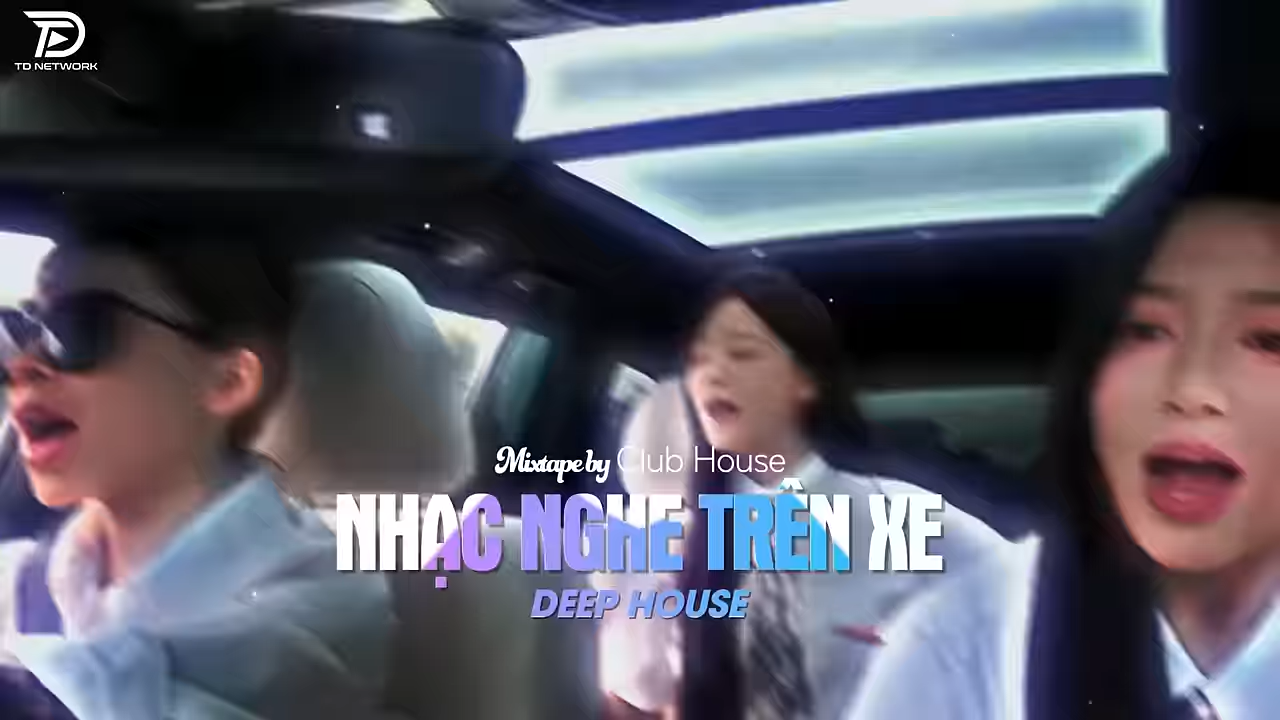 TD NETWORK
Mixtape by Club House
NHẠC NGHE TRÊN XE
DEEP HOUSE